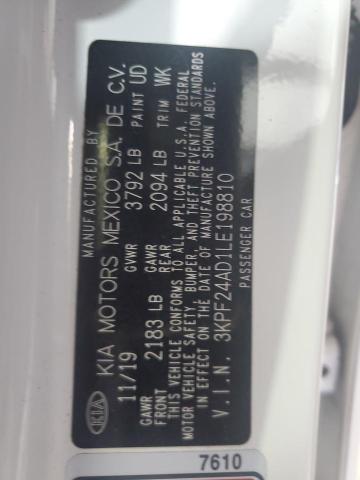 MANUFACTURED BY
KIA KIA MOTORS MEXICO S.A. DE C.V.
11/19 GVWR 3792 LB PAINT UD
GAWR FRONT 2183 LB GAWR REAR 2094 LB TRIM WK
THIS VEHICLE CONFORMS TO ALL APPLICABLE U.S.A. FEDERAL
MOTOR VEHICLE SAFETY, BUMPER, AND THEFT PREVENTION STANDARDS
IN EFFECT ON THE DATE OF MANUFACTURE SHOWN ABOVE.
V.I.N. 3KPF24AD1LE198810
PASSENGER CAR
7610